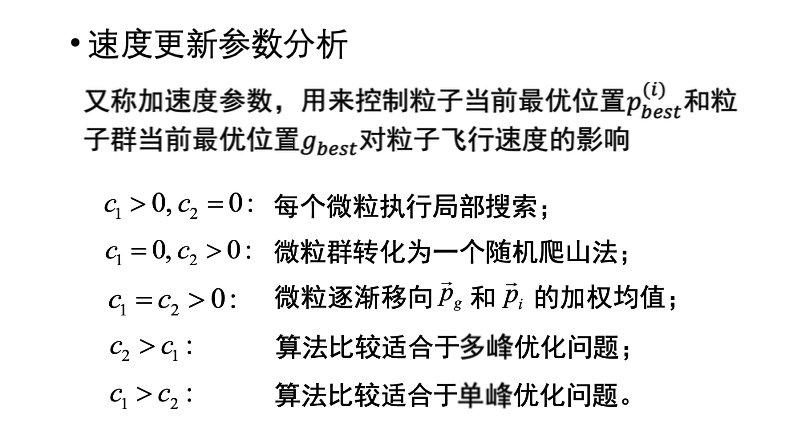 • 速度更新参数分析
又称加速度参数，用来控制粒子当前最优位置$p_{best}^{(i)}$和粒
子群当前最优位置$g_{best}$对粒子飞行速度的影响
$c_1 > 0, c_2 = 0$: 每个微粒执行局部搜索；
$c_1 = 0, c_2 > 0$: 微粒群转化为一个随机爬山法；
$c_1 = c_2 > 0$: 微粒逐渐移向 $\vec{p}_g$ 和 $\vec{p}_i$ 的加权均值；
$c_2 > c_1$: 算法比较适合于多峰优化问题；
$c_1 > c_2$: 算法比较适合于单峰优化问题。